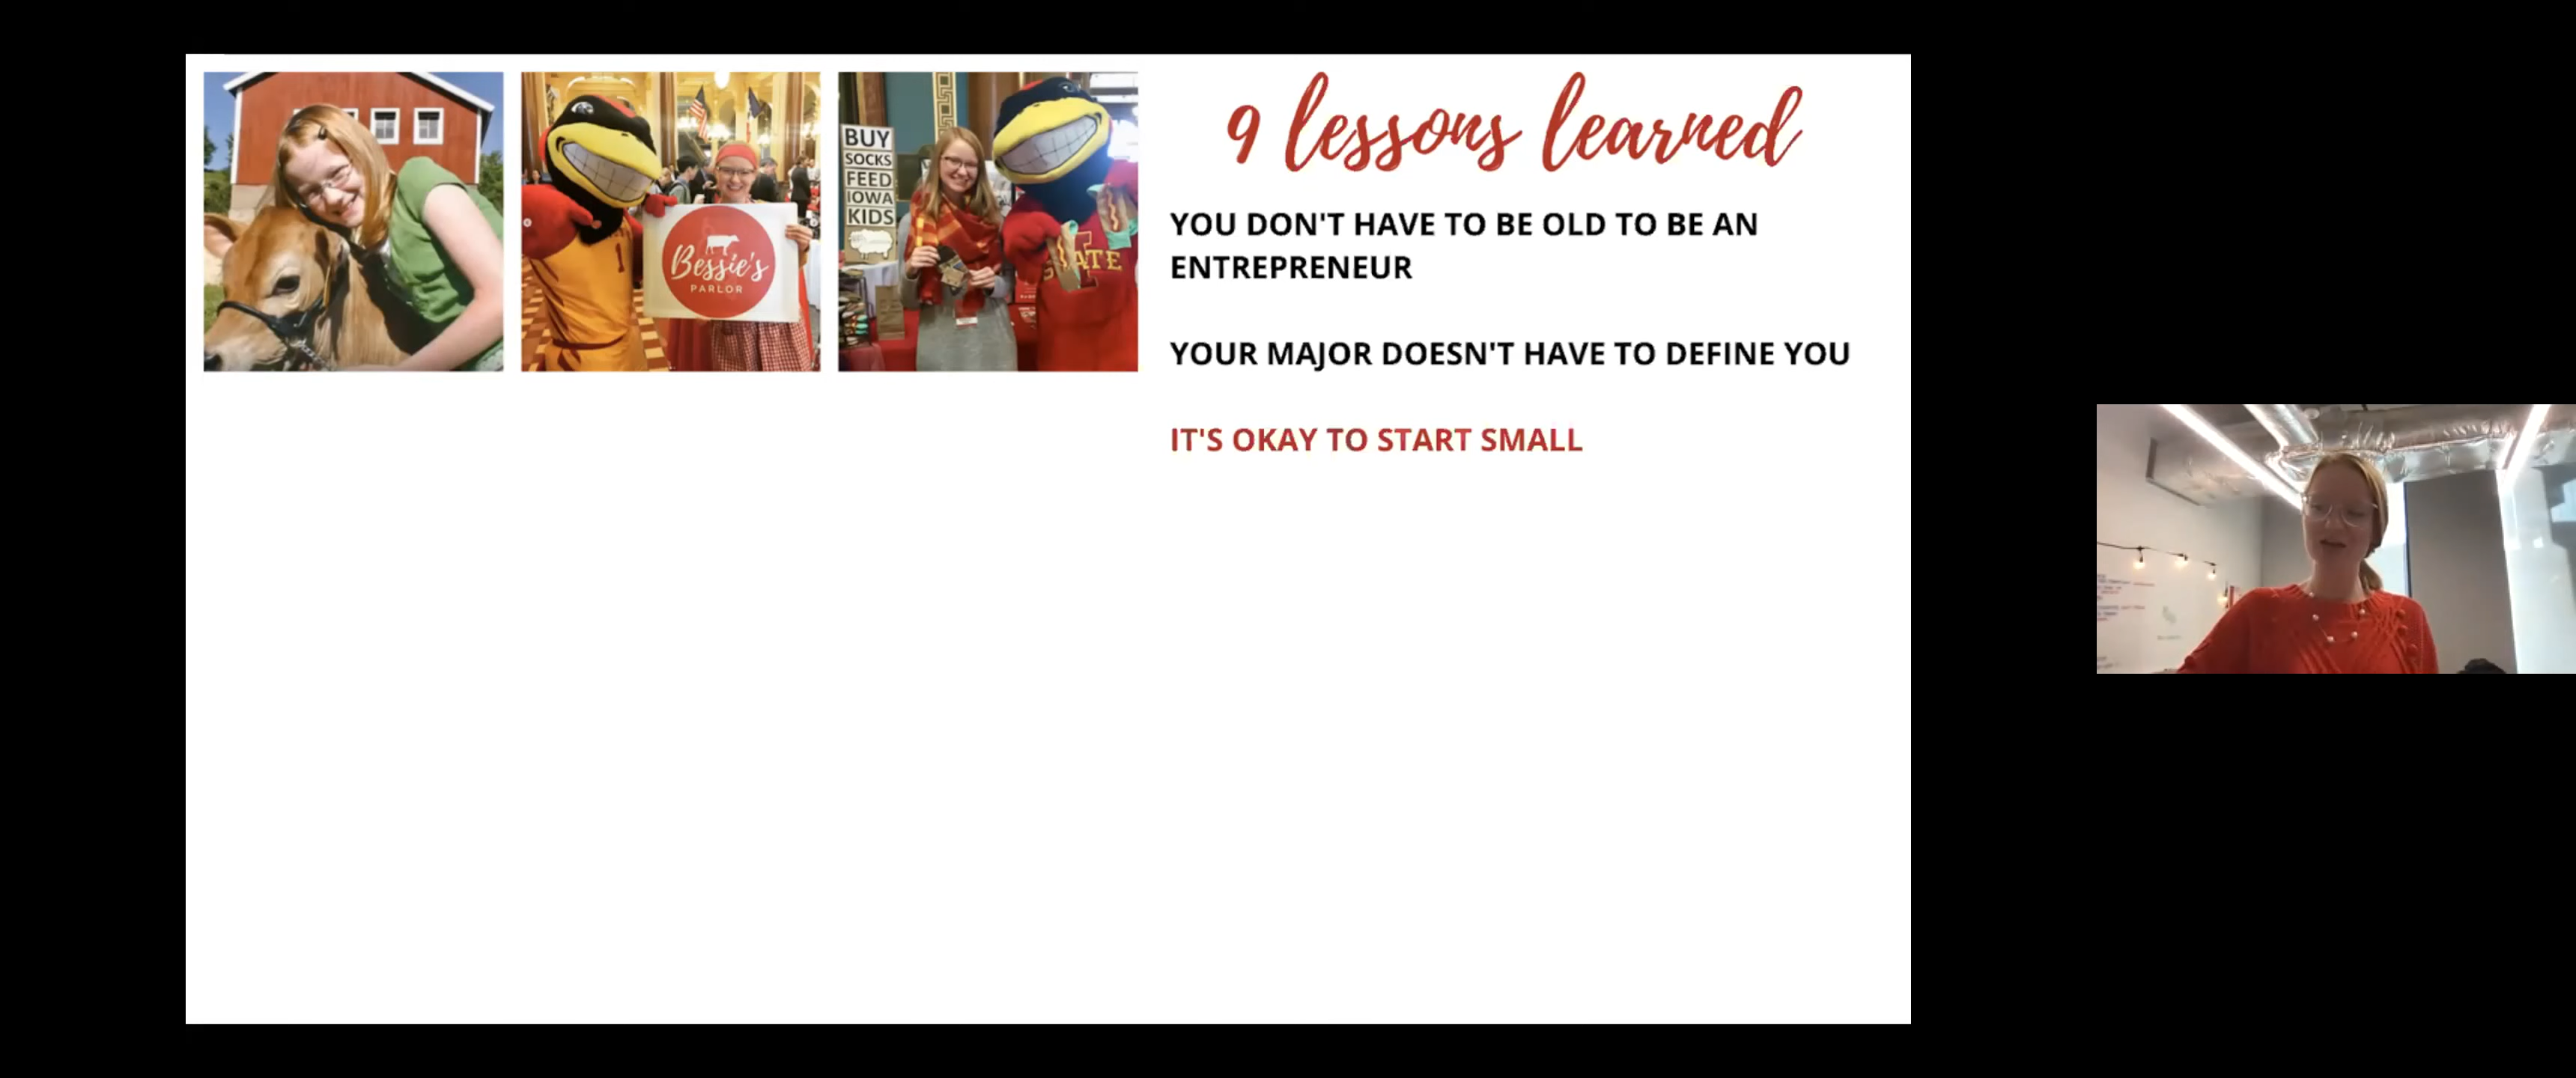 9 lessons learned
YOU DON'T HAVE TO BE OLD TO BE AN
ENTREPRENEUR
YOUR MAJOR DOESN'T HAVE TO DEFINE YOU
IT'S OKAY TO START SMALL
1
Bessie's
PARLOR
BUY
SOCKS
FEED
IOWA
KIDS